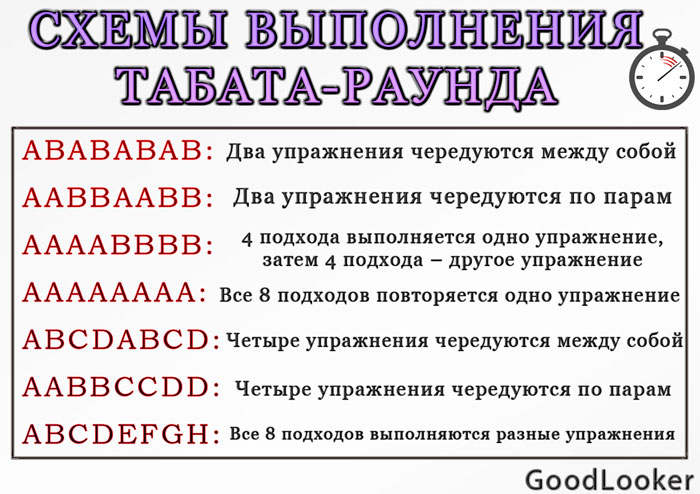 СХЕМЫ ВЫПОЛНЕНИЯ
ТАБАТА-РАУНДА
ABABABAB: Два упражнения чередуются между собой
AABBAABB: Два упражнения чередуются по парам
AAAABBBB: 4 подхода выполняется одно упражнение,
затем 4 подхода – другое упражнение
AAAAAAAA: Все 8 подходов повторяется одно упражнение
ABCDABCD: Четыре упражнения чередуются между собой
AABBCCDD: Четыре упражнения чередуются по парам
ABCDEFGH: Все 8 подходов выполняются разные упражнения
GoodLooker